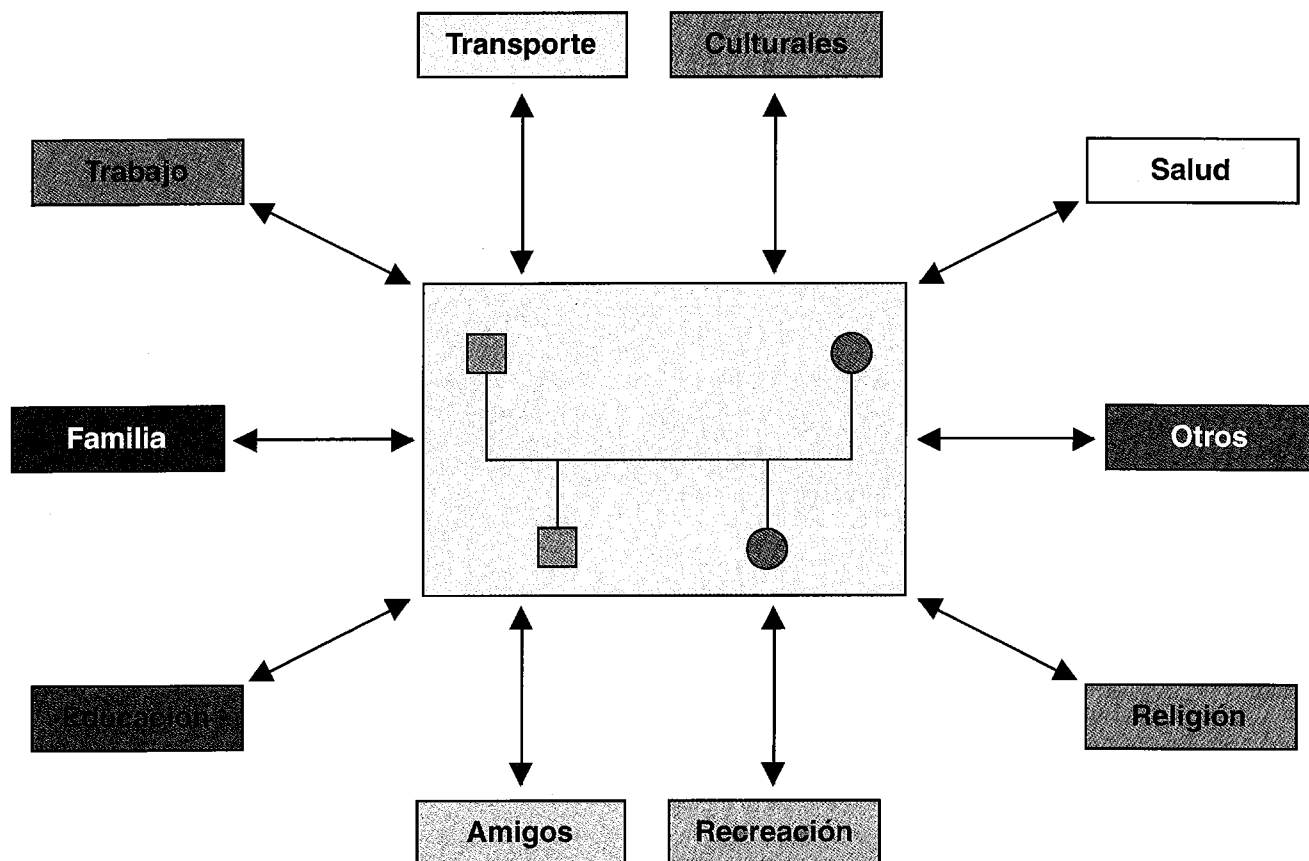 Transporte
Culturales
Trabajo
Salud
Familia
Otros
Educación
Religión
Amigos
Recreación